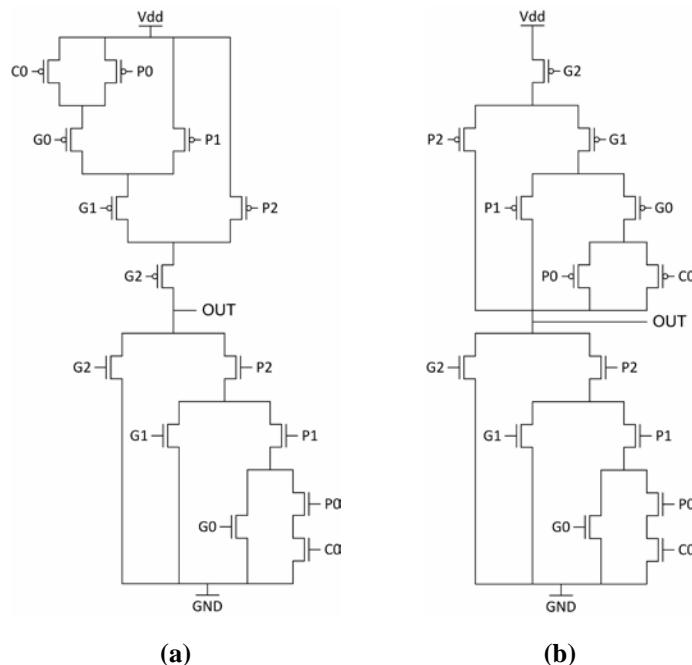 Vdd
C0 P0
G0 P1
G1 P2
G2
OUT
G2 P2
G1 P1
P0
G0
C0
GND
(a)
Vdd
G2
P2 G1
P1 G0
P0 C0
OUT
G2 P2
G1 P1
P0
G0
C0
GND
(b)